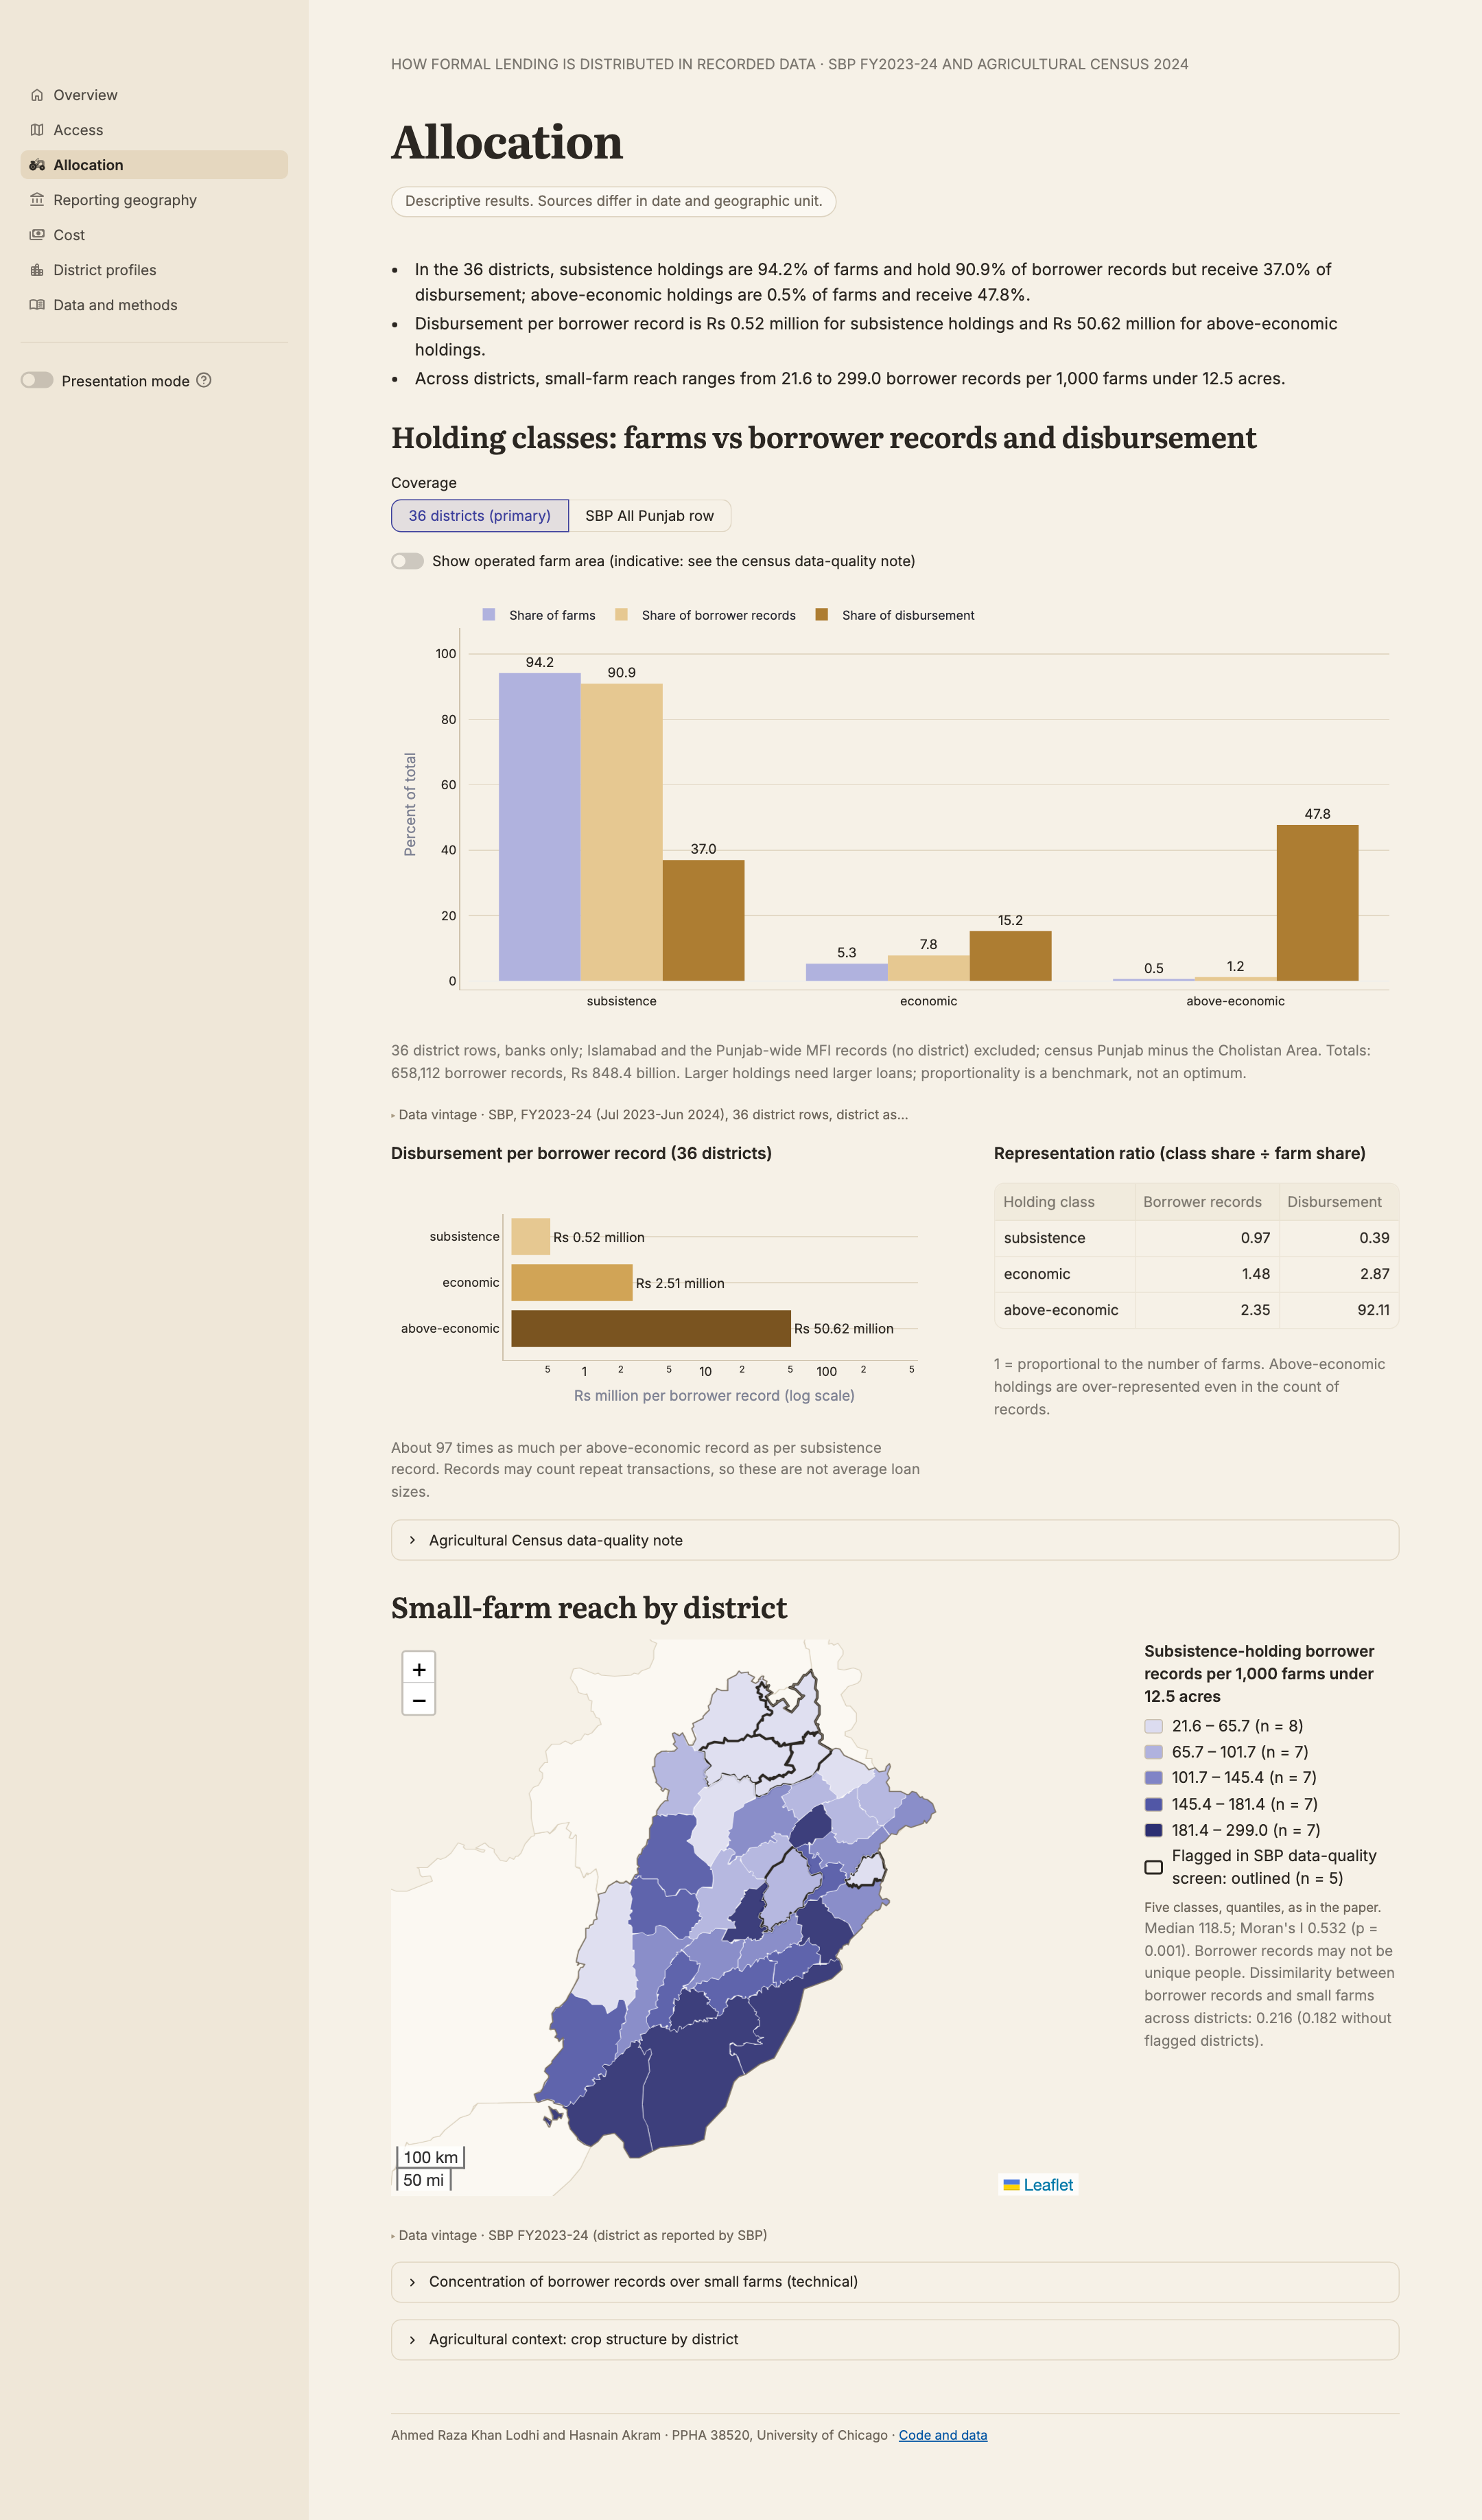 Overview
Access
Allocation
Reporting geography
Cost
District profiles
Data and methods
Presentation mode
HOW FORMAL LENDING IS DISTRIBUTED IN RECORDED DATA · SBP FY2023-24 AND AGRICULTURAL CENSUS 2024
Allocation
Descriptive results. Sources differ in date and geographic unit.
• In the 36 districts, subsistence holdings are 94.2% of farms and hold 90.9% of borrower records but receive 37.0% of
disbursement; above-economic holdings are 0.5% of farms and receive 47.8%.
• Disbursement per borrower record is Rs 0.52 million for subsistence holdings and Rs 50.62 million for above-economic
holdings.
• Across districts, small-farm reach ranges from 21.6 to 299.0 borrower records per 1,000 farms under 12.5 acres.
Holding classes: farms vs borrower records and disbursement
Coverage
36 districts (primary) SBP All Punjab row
Show operated farm area (indicative: see the census data-quality note)
Share of farms Share of borrower records Share of disbursement
Percent of total
100
80
60
40
20
0
94.2 90.9 37.0
5.3 7.8 15.2
0.5 1.2 47.8
subsistence economic above-economic
36 district rows, banks only; Islamabad and the Punjab-wide MFI records (no district) excluded; census Punjab minus the Cholistan Area. Totals:
658,112 borrower records, Rs 848.4 billion. Larger holdings need larger loans; proportionality is a benchmark, not an optimum.
▸ Data vintage · SBP, FY2023-24 (Jul 2023-Jun 2024), 36 district rows, district as…
Disbursement per borrower record (36 districts)
subsistence Rs 0.52 million
economic Rs 2.51 million
above-economic Rs 50.62 million
5 1 2 5 10 2 5 100 2 5
Rs million per borrower record (log scale)
About 97 times as much per above-economic record as per subsistence
record. Records may count repeat transactions, so these are not average loan
sizes.
Representation ratio (class share ÷ farm share)
Holding class Borrower records Disbursement
subsistence 0.97 0.39
economic 1.48 2.87
above-economic 2.35 92.11
1 = proportional to the number of farms. Above-economic
holdings are over-represented even in the count of
records.
Agricultural Census data-quality note
Small-farm reach by district
+
−
100 km
50 mi
Leaflet
Subsistence-holding borrower
records per 1,000 farms under
12.5 acres
21.6 – 65.7 (n = 8)
65.7 – 101.7 (n = 7)
101.7 – 145.4 (n = 7)
145.4 – 181.4 (n = 7)
181.4 – 299.0 (n = 7)
Flagged in SBP data-quality
screen: outlined (n = 5)
Five classes, quantiles, as in the paper.
Median 118.5; Moran's I 0.532 (p =
0.001). Borrower records may not be
unique people. Dissimilarity between
borrower records and small farms
across districts: 0.216 (0.182 without
flagged districts).
▸ Data vintage · SBP FY2023-24 (district as reported by SBP)
Concentration of borrower records over small farms (technical)
Agricultural context: crop structure by district
Ahmed Raza Khan Lodhi and Hasnain Akram · PPHA 38520, University of Chicago · Code and data